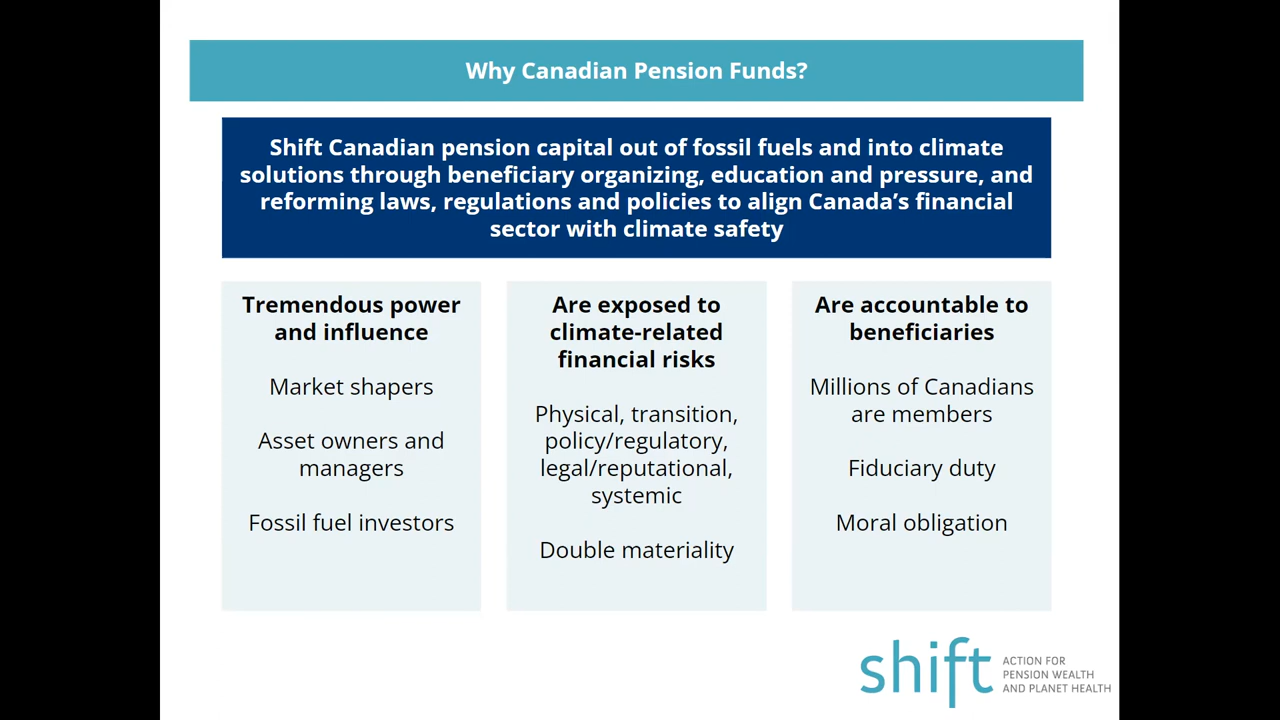 Why Canadian Pension Funds?
Shift Canadian pension capital out of fossil fuels and into climate
solutions through beneficiary organizing, education and pressure, and
reforming laws, regulations and policies to align Canada’s financial
sector with climate safety
Tremendous power
and influence
Market shapers
Asset owners and
managers
Fossil fuel investors
Are exposed to
climate-related
financial risks
Physical, transition,
policy/regulatory,
legal/reputational,
systemic
Double materiality
Are accountable to
beneficiaries
Millions of Canadians
are members
Fiduciary duty
Moral obligation
shift
ACTION FOR
PENSION WEALTH
AND PLANET HEALTH